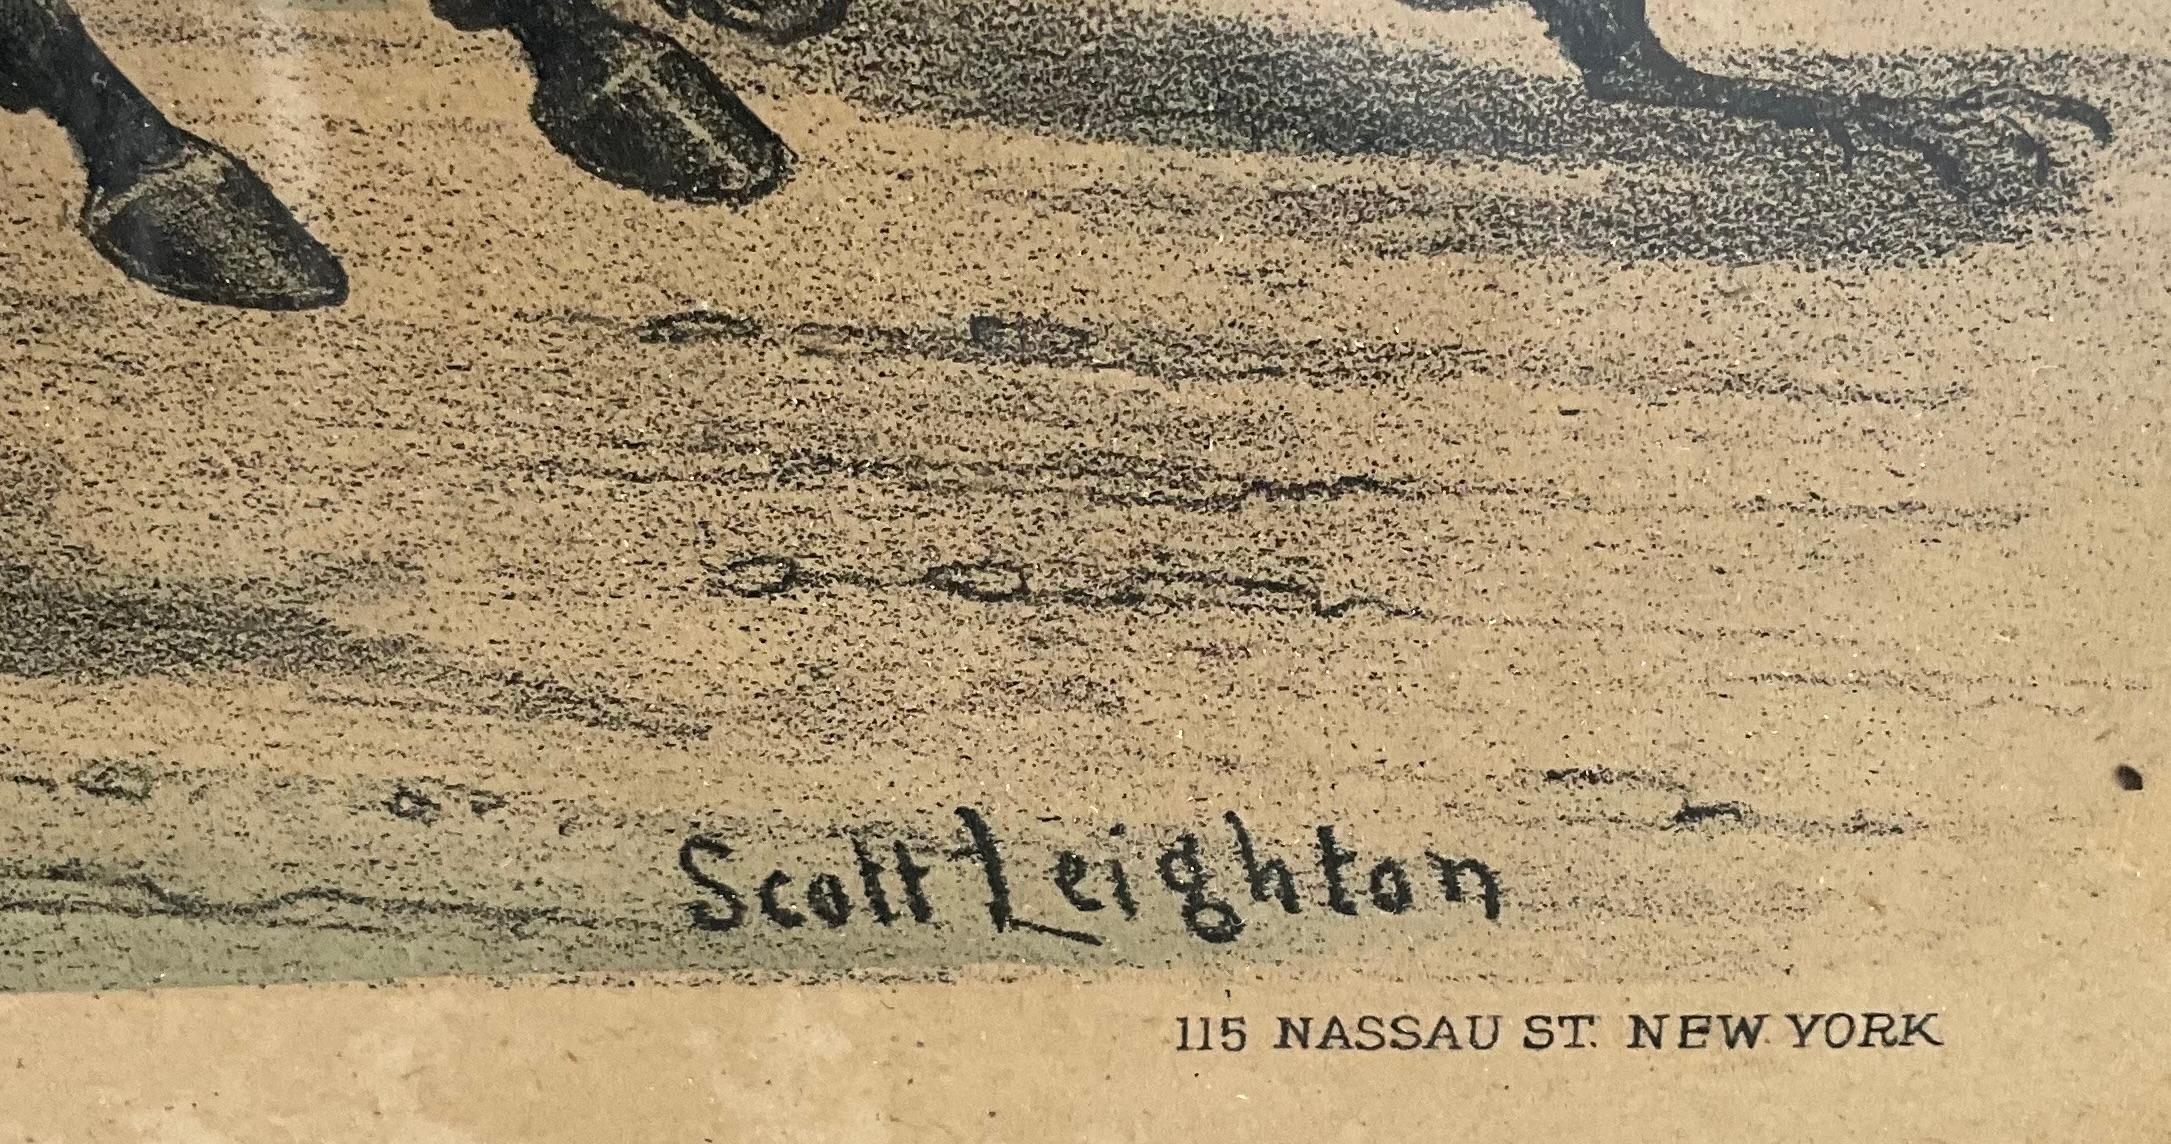 Scott Leighton
115 NASSAU ST. NEW YORK